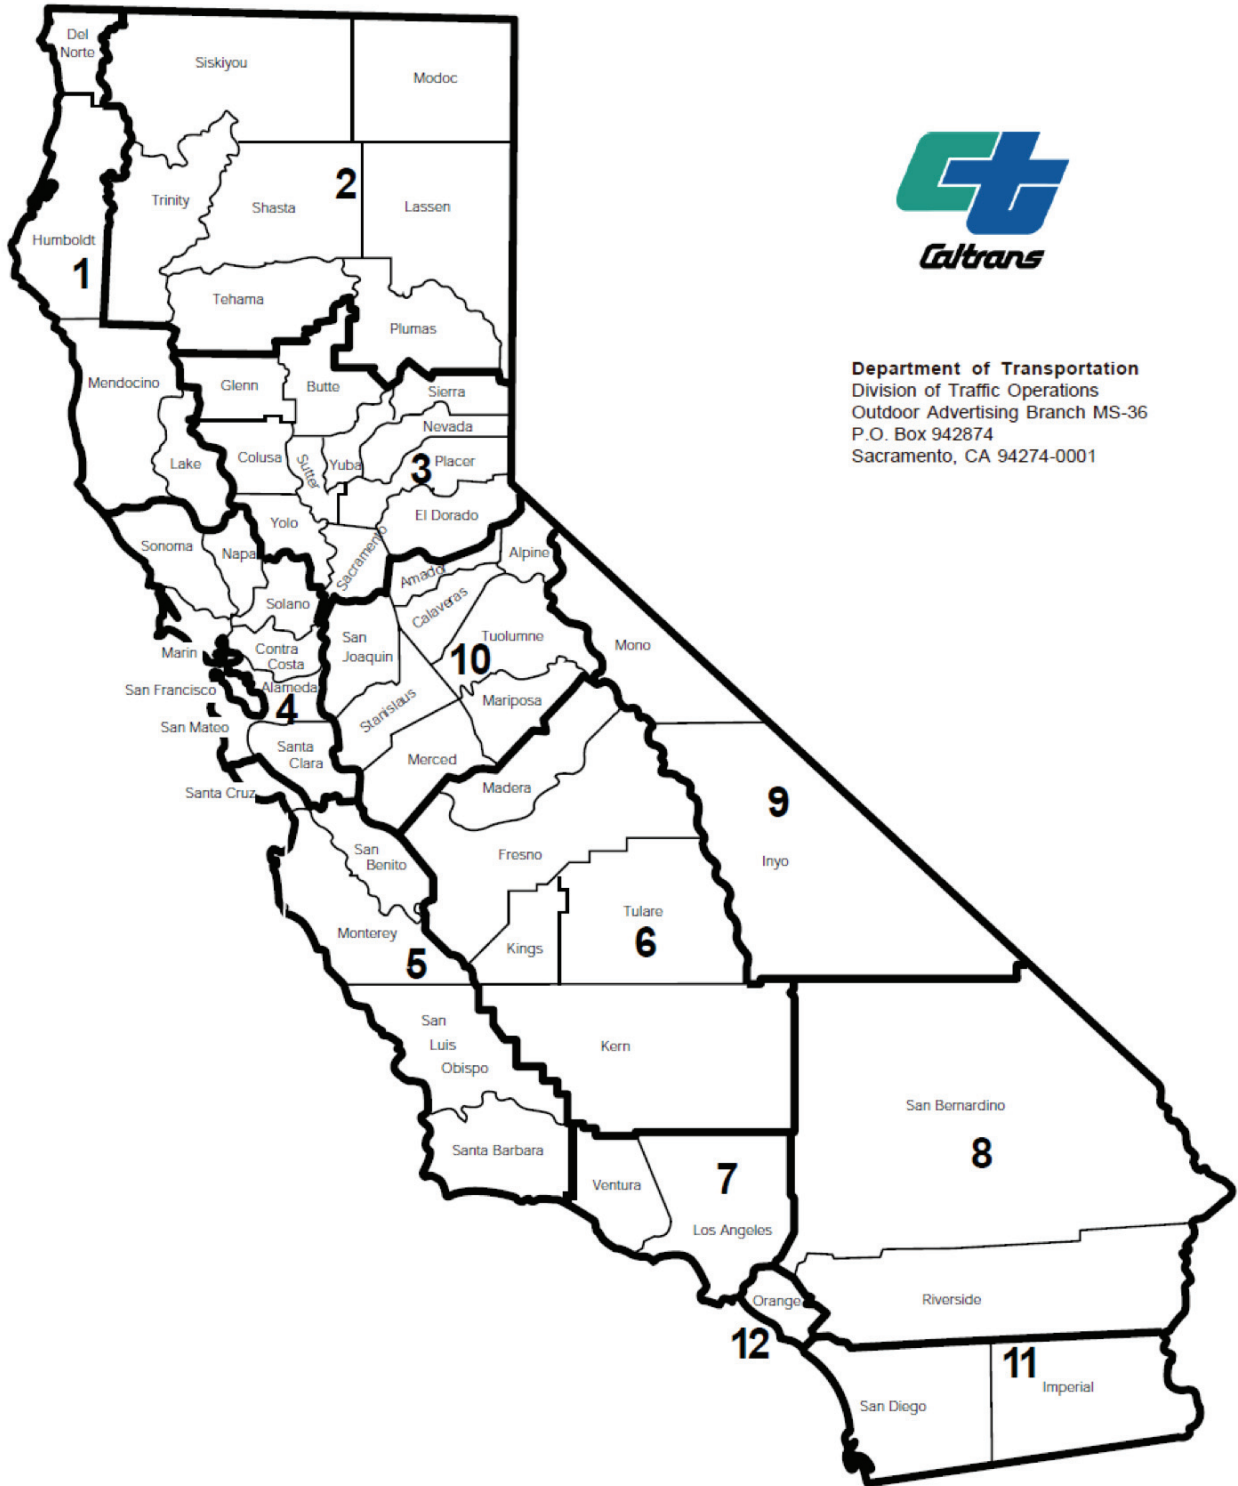 Del
Norte
Siskiyou
Modoc
2
Trinity
Shasta
Lassen
Humboldt
1
Caltrans
Tehama
Plumas
Department of Transportation
Division of Traffic Operations
Outdoor Advertising Branch MS-36
P.O. Box 942874
Sacramento, CA 94274-0001
Mendocino
Glenn
Butte
Sierra
Nevada
Lake
Colusa
Sutter
Yuba
3
Placer
Yolo
El Dorado
Sonoma
Napa
Sacramento
Alpine
Amador
Solano
Calaveras
Marin
Contra
Costa
San
Joaquin
Tuolumne
10
Mono
San Francisco
Alameda
4
Stanislaus
Mariposa
San Mateo
Santa
Clara
Merced
Santa Cruz
Madera
9
San
Benito
Fresno
Inyo
Monterey
5
Kings
Tulare
6
San
Luis
Obispo
Kern
San Bernardino
8
Santa Barbara
Ventura
7
Los Angeles
Orange
12
Riverside
11
San Diego
Imperial